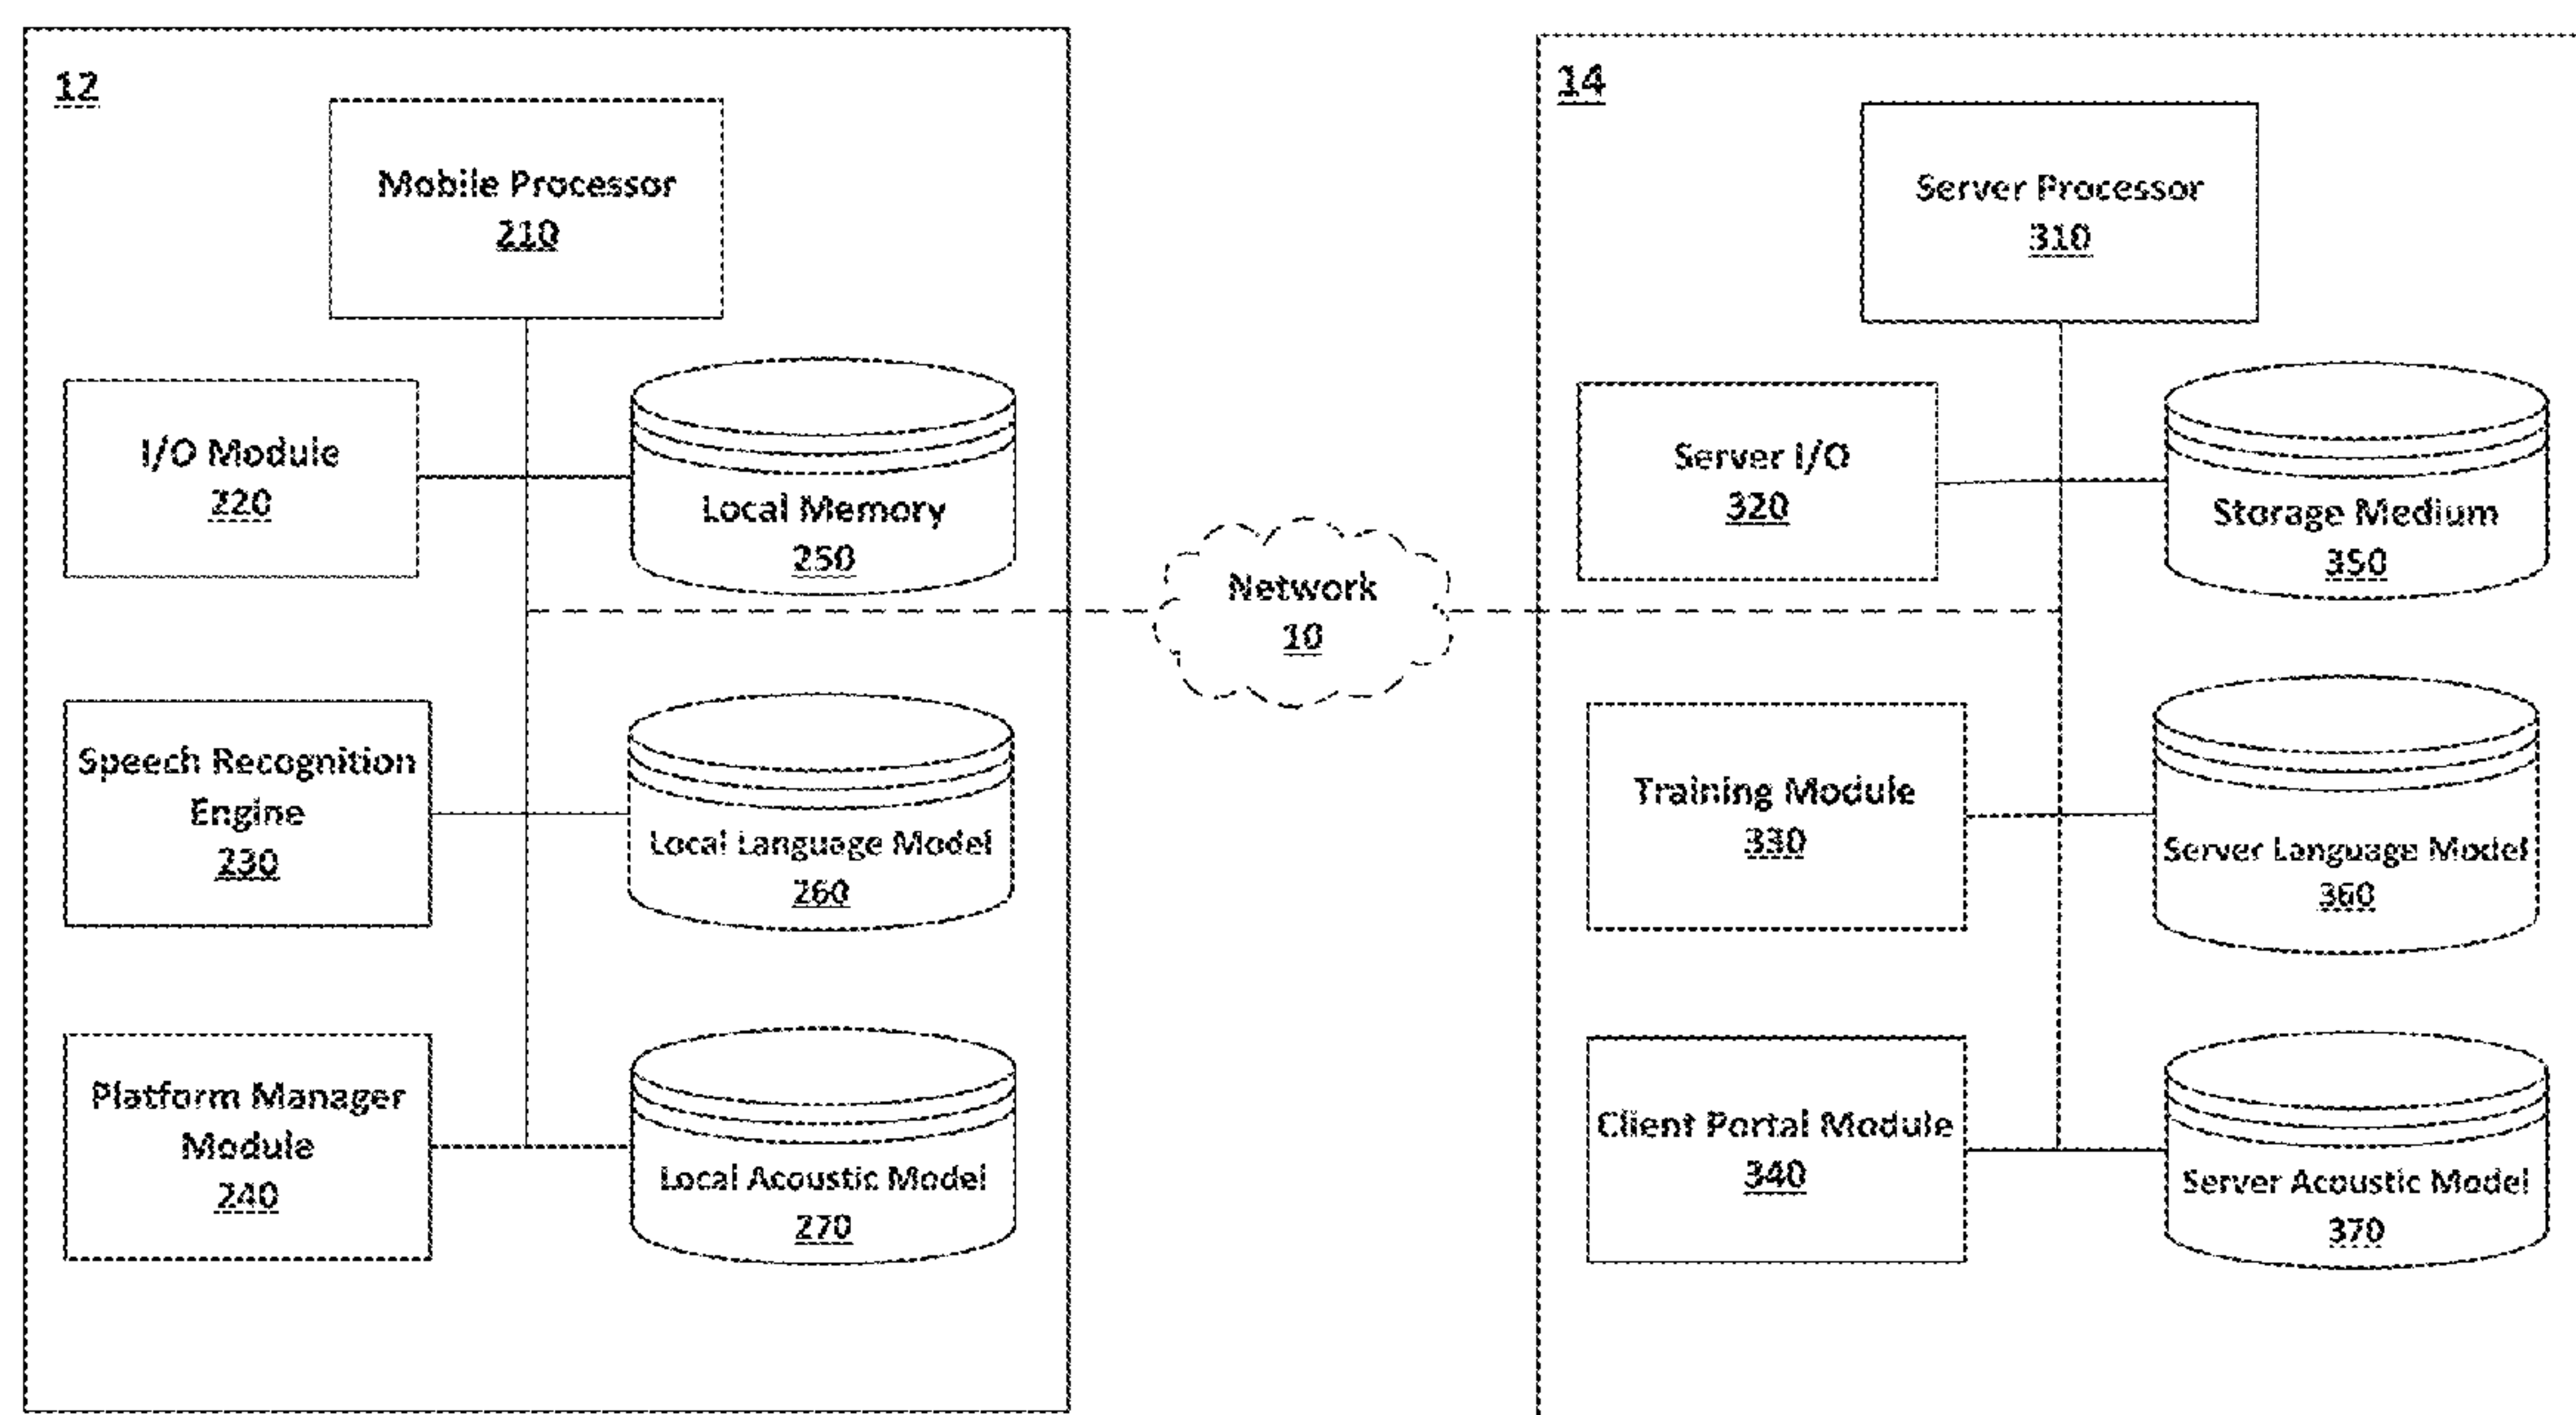 12
Mobile Processor
210
I/O Module
220
Local Memory
250
Speech Recognition
Engine
230
Local Language Model
260
Platform Manager
Module
240
Local Acoustic Model
270
Network
10
14
Server Processor
310
Server I/O
320
Storage Medium
350
Training Module
330
Server Language Model
360
Client Portal Module
340
Server Acoustic Model
370